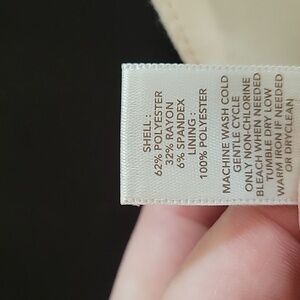 SHELL :
62% POLYESTER
32% RAYON
6% SPANDEX
LINING :
100% POLYESTER
MACHINE WASH COLD
GENTLE CYCLE
ONLY NON-CHLORINE
BLEACH WHEN NEEDED
TUMBLE DRY LOW
WARM IRON IF NEEDED
OR DRYCLEAN